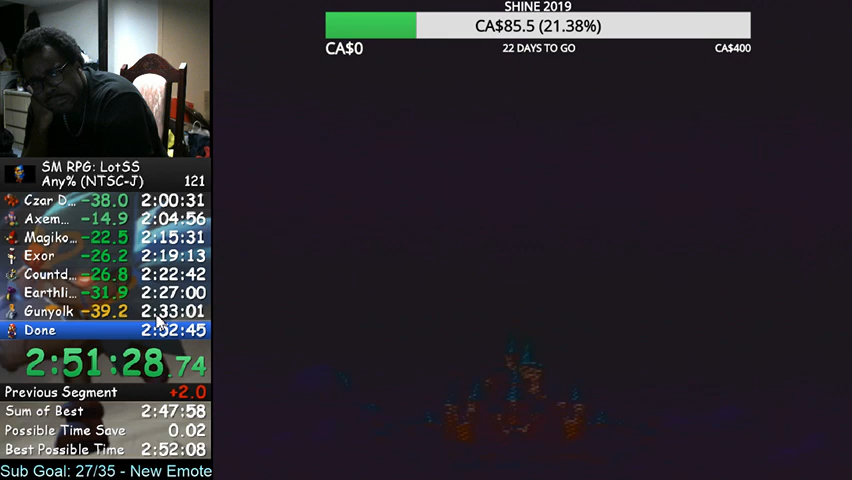 SHINE 2019
CA$85.5 (21.38%)
CA$0
22 DAYS TO GO
CA$400
SM RPG: LotSS
Any% (NTSC-J) 121
Czar D... -38.0 2:00:31
Axem... -14.9 2:04:56
Magiko... -22.5 2:15:31
Exor -26.2 2:19:13
Countd... -26.8 2:22:42
Earthli... -31.9 2:27:00
Gunyolk -39.2 2:33:01
Done 2:52:45
2:51:28.74
Previous Segment +2.0
Sum of Best 2:47:58
Possible Time Save 0.02
Best Possible Time 2:52:08
Sub Goal: 27/35 - New Emote